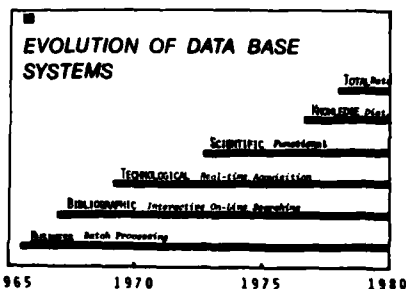 EVOLUTION OF DATA BASE
SYSTEMS
TOTAL
KNOWLEDGE
SCIENTIFIC Functional
TECHNOLOGICAL Real-time Acquisition
BIBLIOGRAPHIC Interactive On-Line Searching
BUSINESS Batch Processing
965 1970 1975 1980